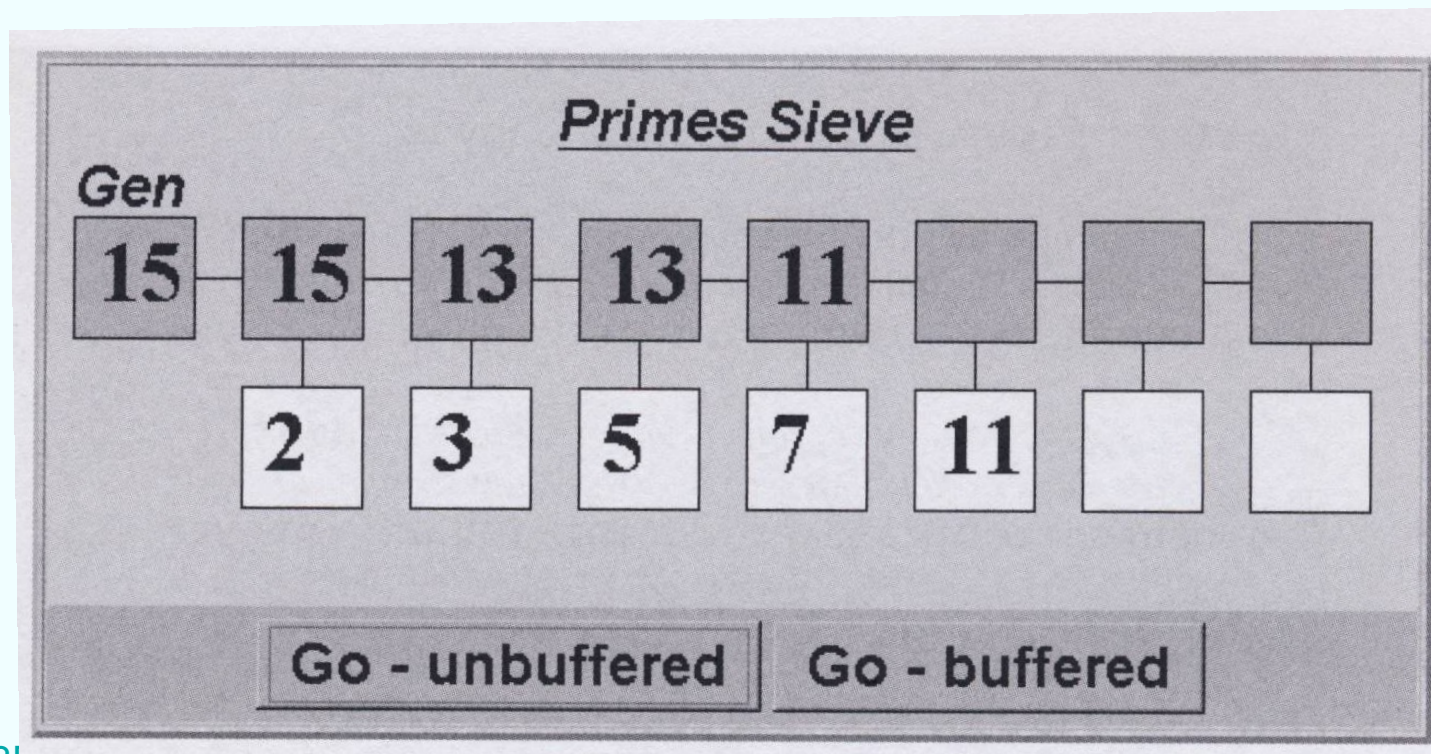 Primes Sieve
Gen
15 15 13 13 11
2 3 5 7 11
Go - unbuffered Go - buffered